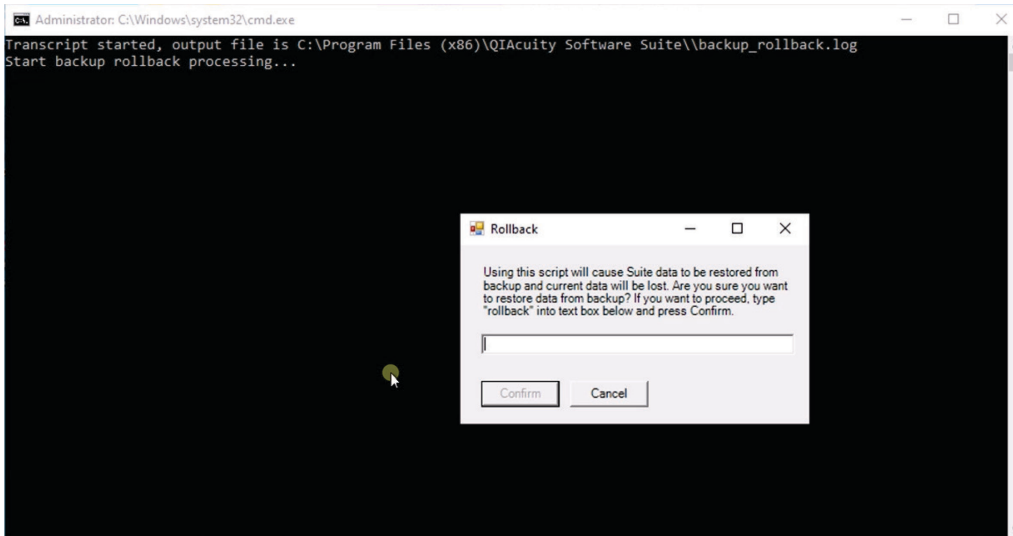 Administrator: C:\Windows\system32\cmd.exe
Transcript started, output file is C:\Program Files (x86)\QIAcuity Software Suite\\backup_rollback.log
Start backup rollback processing...
Rollback
Using this script will cause Suite data to be restored from
backup and current data will be lost. Are you sure you want
to restore data from backup? If you want to proceed, type
"rollback" into text box below and press Confirm.
Confirm Cancel